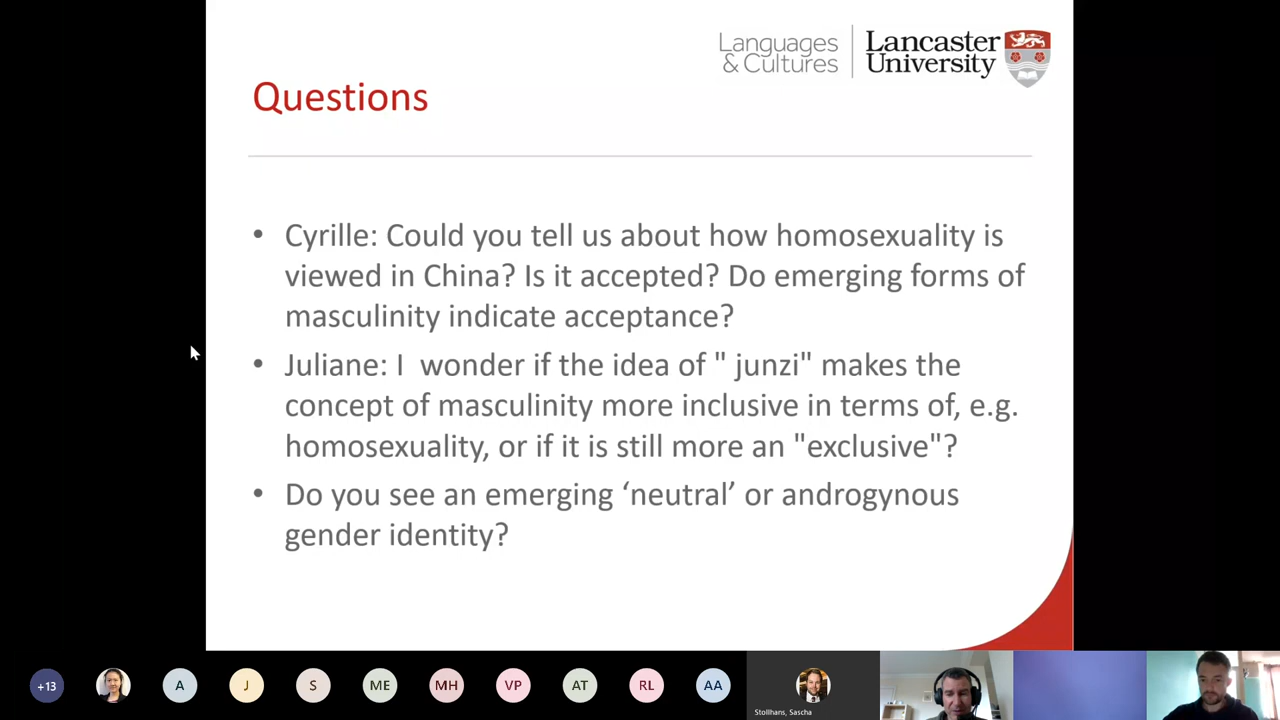 Languages
& Cultures
Lancaster
University
Questions
• Cyrille: Could you tell us about how homosexuality is
viewed in China? Is it accepted? Do emerging forms of
masculinity indicate acceptance?
• Juliane: I  wonder if the idea of " junzi" makes the
concept of masculinity more inclusive in terms of, e.g.
homosexuality, or if it is still more an "exclusive"?
• Do you see an emerging ‘neutral’ or androgynous
gender identity?
+13
A
J
S
ME
MH
VP
AT
RL
AA
Stollhans, Sascha